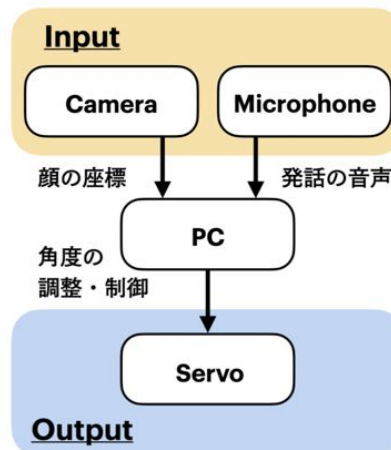 Input
Camera
Microphone
顔の座標
発話の音声
PC
角度の
調整・制御
Servo
Output